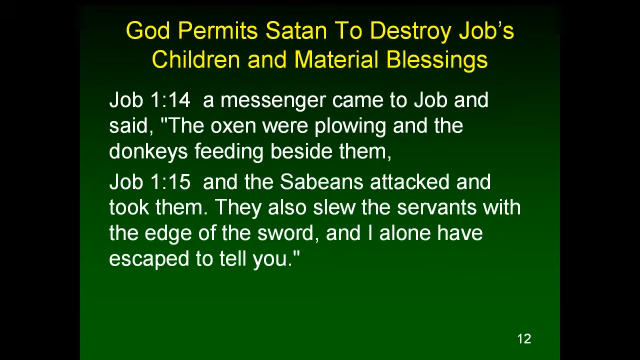 God Permits Satan To Destroy Job’s
Children and Material Blessings
Job 1:14  a messenger came to Job and
said, "The oxen were plowing and the
donkeys feeding beside them,
Job 1:15  and the Sabeans attacked and
took them. They also slew the servants with
the edge of the sword, and I alone have
escaped to tell you."
12